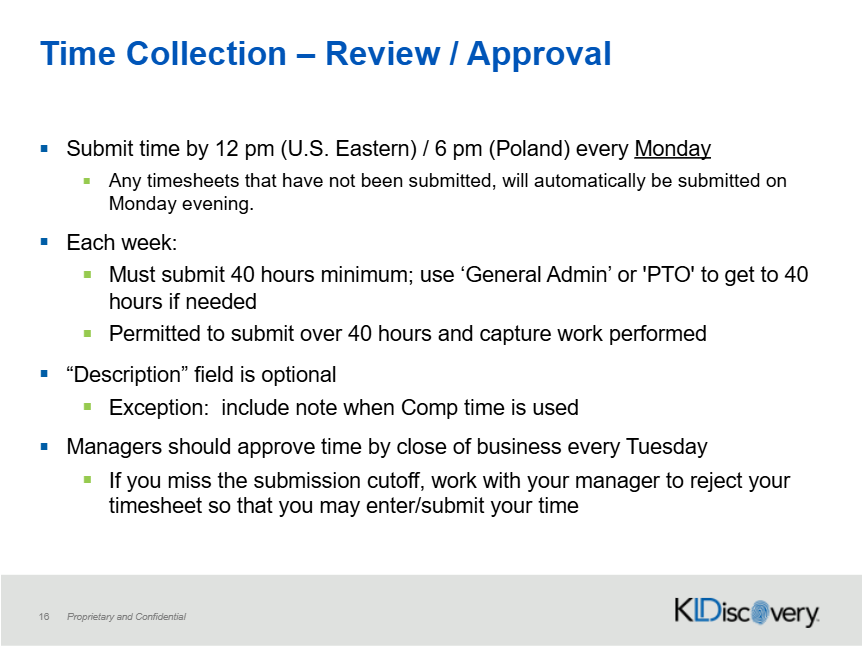 Time Collection – Review / Approval
Submit time by 12 pm (U.S. Eastern) / 6 pm (Poland) every Monday
Any timesheets that have not been submitted, will automatically be submitted on
Monday evening.
Each week:
Must submit 40 hours minimum; use ‘General Admin’ or 'PTO' to get to 40
hours if needed
Permitted to submit over 40 hours and capture work performed
“Description” field is optional
Exception:  include note when Comp time is used
Managers should approve time by close of business every Tuesday
If you miss the submission cutoff, work with your manager to reject your
timesheet so that you may enter/submit your time
16 Proprietary and Confidential
KLDiscovery